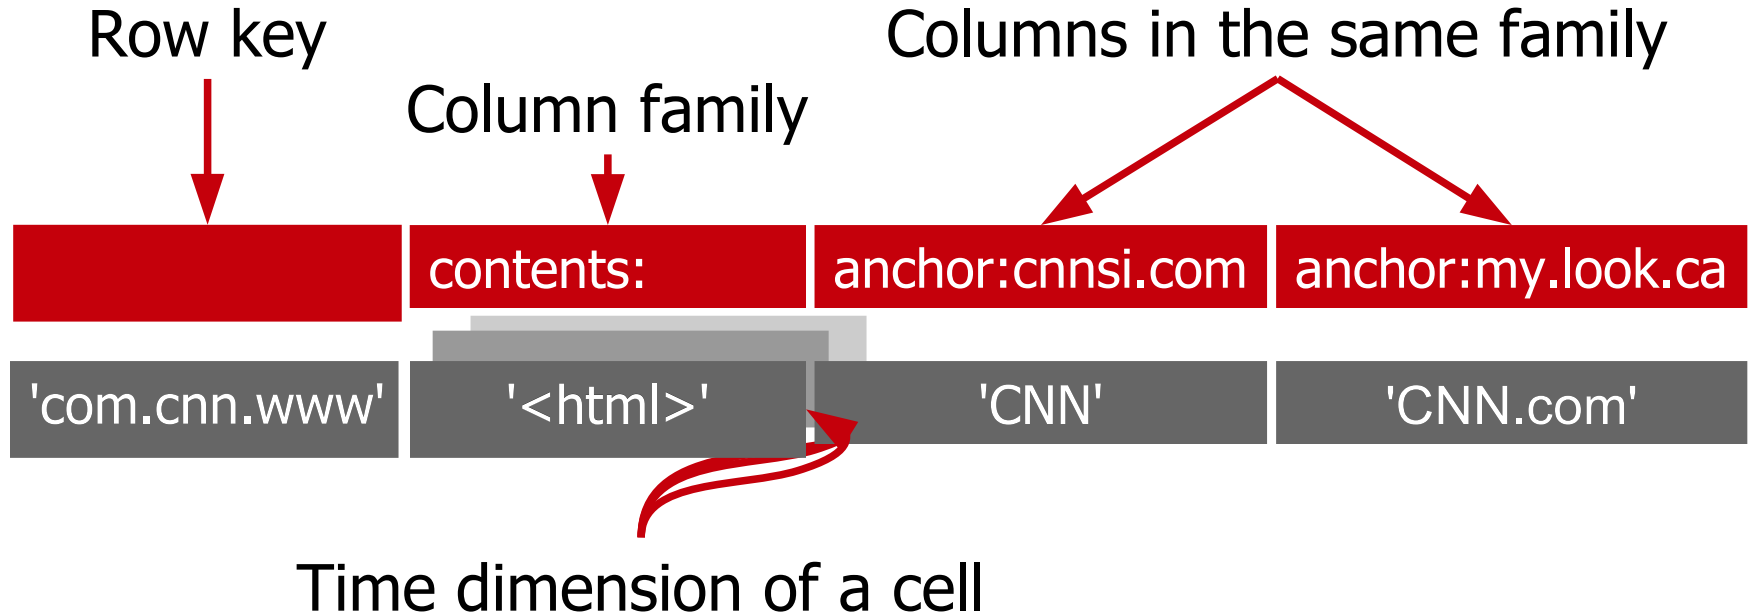 Row key
Columns in the same family
Column family
contents:
anchor:cnnsi.com
anchor:my.look.ca
'com.cnn.www'
'<html>'
'CNN'
'CNN.com'
Time dimension of a cell